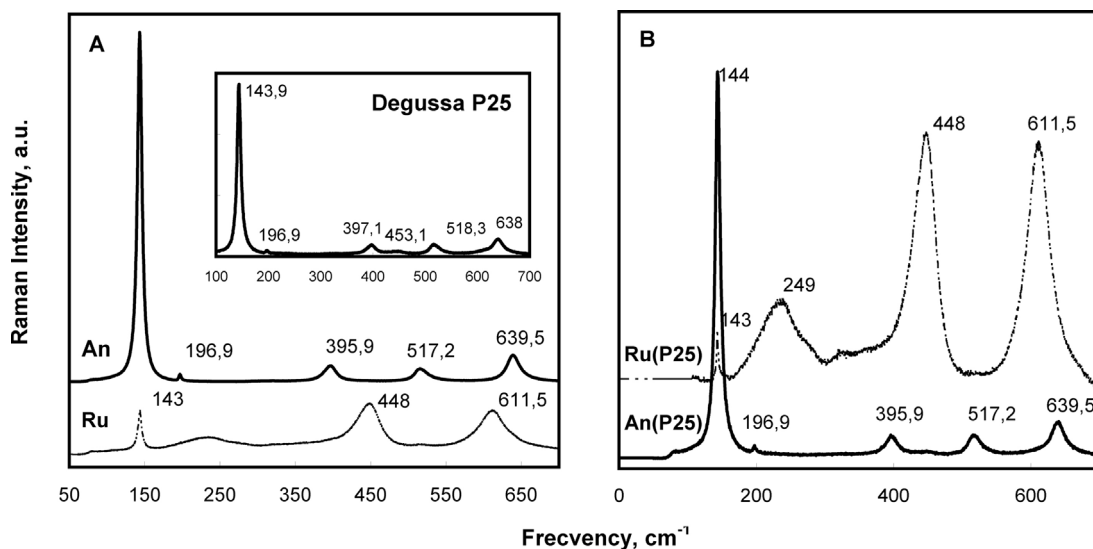 Raman Intensity, a.u.
A
143,9
Degussa P25
196,9
397,1
453,1
518,3
638
100 200 300 400 500 600 700
An
196,9
395,9
517,2
639,5
Ru
143
448
611,5
50 150 250 350 450 550 650
B
144
448
611,5
249
143
Ru(P25)
An(P25)
196,9
395,9
517,2
639,5
0 200 400 600
Frecvency, cm-1